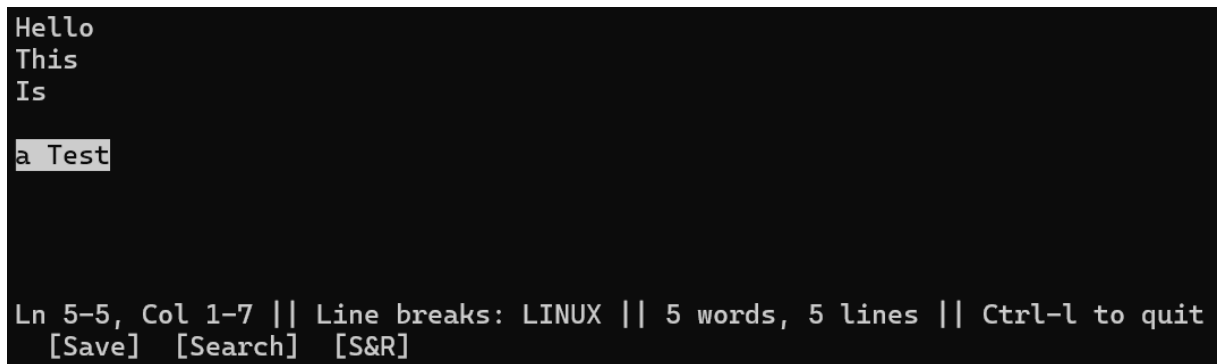 Hello
This
Is
a Test
Ln 5-5, Col 1-7 || Line breaks: LINUX || 5 words, 5 lines || Ctrl-l to quit
[Save] [Search] [S&R]